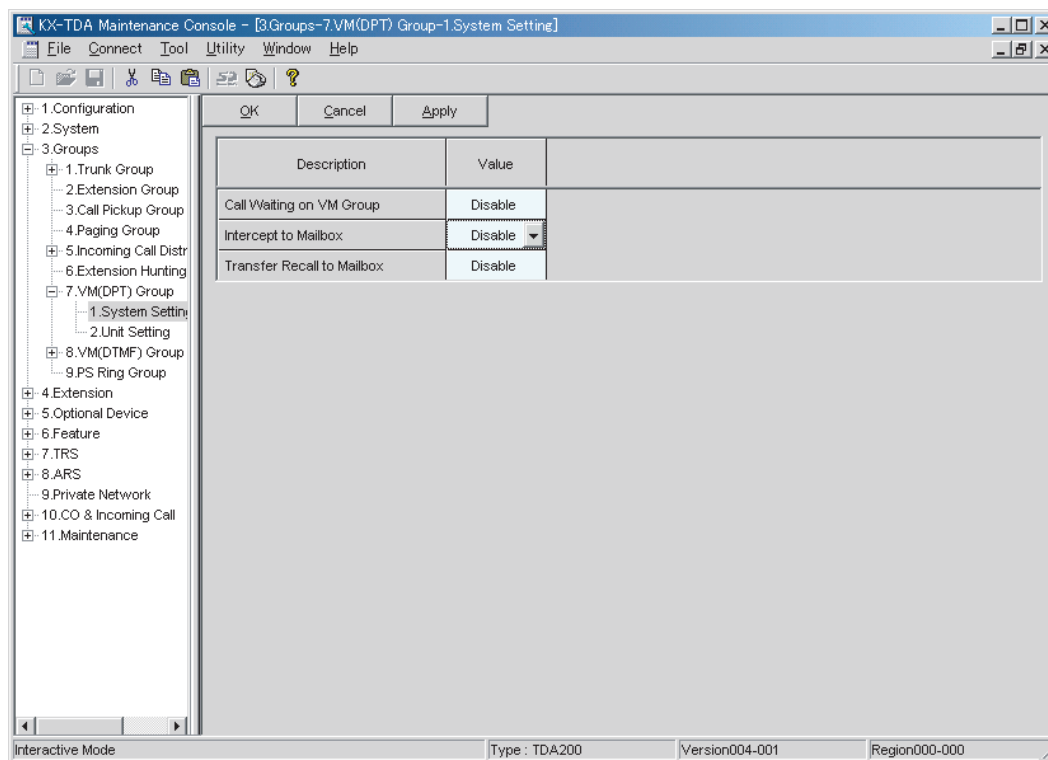 KX-TDA Maintenance Console - [3.Groups-7.VM(DPT) Group-1.System Setting]
File Connect Tool Utility Window Help
OK Cancel Apply
1.Configuration
2.System
3.Groups
1.Trunk Group
2.Extension Group
3.Call Pickup Group
4.Paging Group
5.Incoming Call Distr
6.Extension Hunting
7.VM(DPT) Group
1.System Setting
2.Unit Setting
8.VM(DTMF) Group
9.PS Ring Group
4.Extension
5.Optional Device
6.Feature
7.TRS
8.ARS
9.Private Network
10.CO & Incoming Call
11.Maintenance
Description Value
Call Waiting on VM Group Disable
Intercept to Mailbox Disable
Transfer Recall to Mailbox Disable
Interactive Mode Type : TDA200 Version004-001 Region000-000